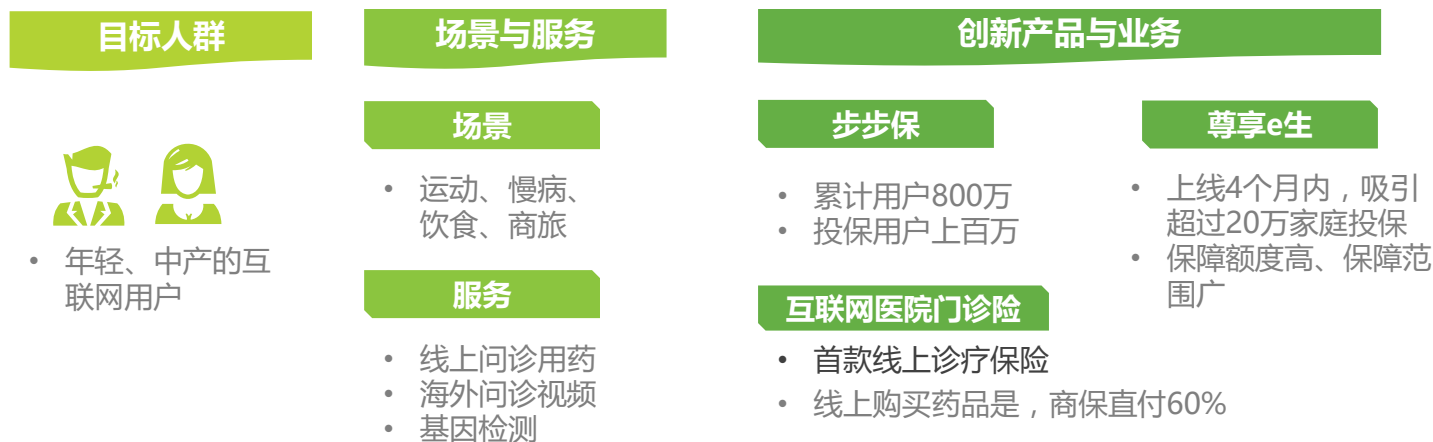 目标人群
年轻、中产的互
联网用户
场景与服务
场景
运动、慢病、
饮食、商旅
服务
线上问诊用药
海外问诊视频
基因检测
创新产品与业务
步步保
累计用户800万
投保用户上百万
尊享e生
上线4个月内，吸引
超过20万家庭投保
保障额度高、保障范
围广
互联网医院门诊险
首款线上诊疗保险
线上购买药品是，商保直付60%